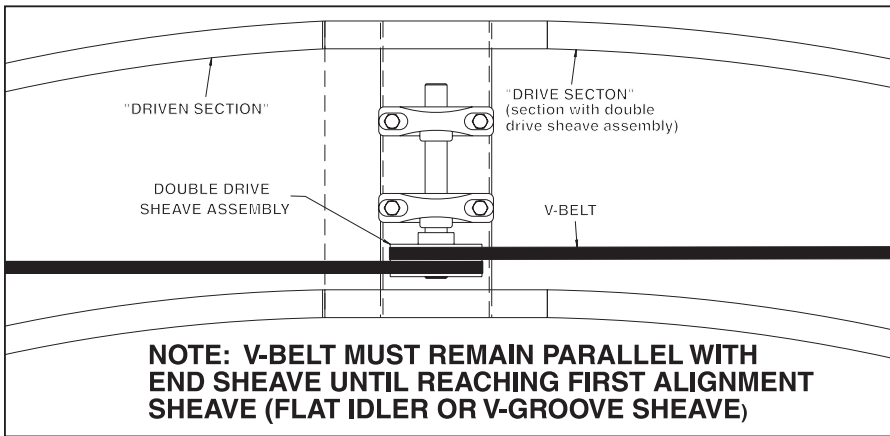 "DRIVEN SECTION"
"DRIVE SECTON"
(section with double
drive sheave assembly)
DOUBLE DRIVE
SHEAVE ASSEMBLY
V-BELT
NOTE: V-BELT MUST REMAIN PARALLEL WITH
END SHEAVE UNTIL REACHING FIRST ALIGNMENT
SHEAVE (FLAT IDLER OR V-GROOVE SHEAVE)